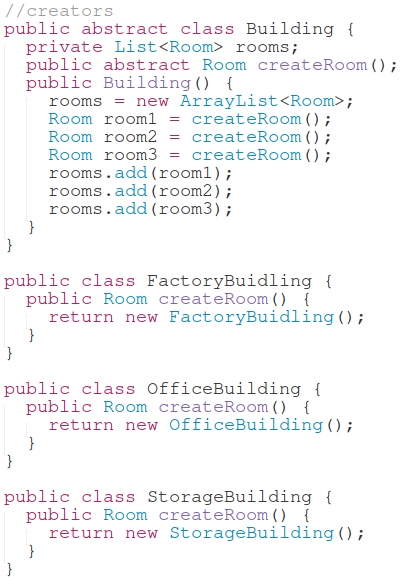 //creators
public abstract class Building {
  private List<Room> rooms;
  public abstract Room createRoom();
  public Building() {
    rooms = new ArrayList<Room>;
    Room room1 = createRoom();
    Room room2 = createRoom();
    Room room3 = createRoom();
    rooms.add(room1);
    rooms.add(room2);
    rooms.add(room3);
  }
}

public class FactoryBuidling {
  public Room createRoom() {
    return new FactoryBuidling();
  }
}

public class OfficeBuilding {
  public Room createRoom() {
    return new OfficeBuilding();
  }
}

public class StorageBuilding {
  public Room createRoom() {
    return new StorageBuilding();
  }
}